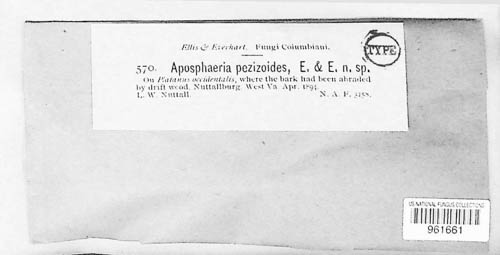 Ellis & Everhart. Fungi Columbiani.
TYPE
570. Aposphaeria pezizoides, E. & E. n. sp.
On Platanus occidentalis, where the bark had been abraded
by drift wood. Nuttallburg, West Va. Apr. 1894.
L. W. Nuttall. N. A. F.
US NATIONAL FUNGUS COLLECTIONS
961661